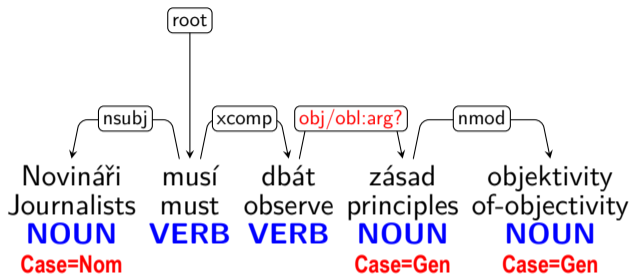 root
nsubj xcomp obj/obl:arg? nmod
Novináři musí dbát zásad objektivity
Journalists must observe principles of-objectivity
NOUN VERB VERB NOUN NOUN
Case=Nom Case=Gen Case=Gen